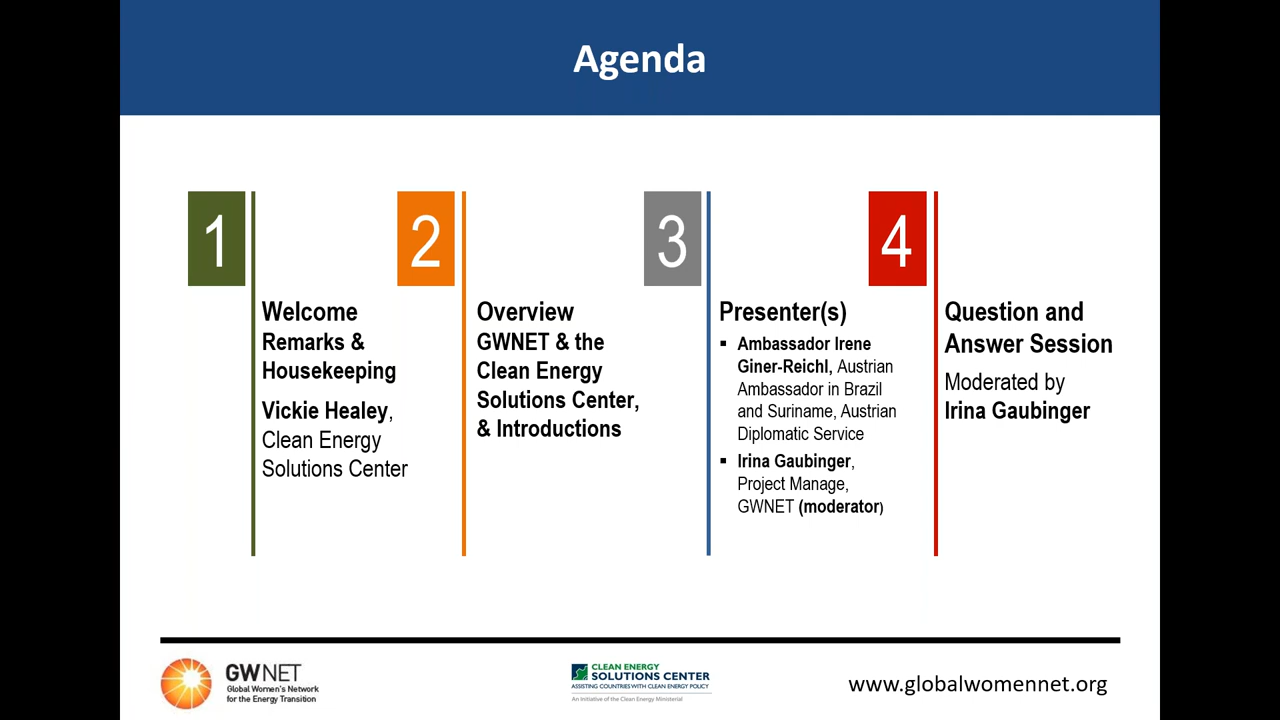 Agenda
1
Welcome
Remarks &
Housekeeping
Vickie Healey,
Clean Energy
Solutions Center
2
Overview
GWNET & the
Clean Energy
Solutions Center,
& Introductions
3
Presenter(s)
▪ Ambassador Irene
Giner-Reichl, Austrian
Ambassador in Brazil
and Suriname, Austrian
Diplomatic Service
▪ Irina Gaubinger,
Project Manage,
GWNET (moderator)
4
Question and
Answer Session
Moderated by
Irina Gaubinger
GWNET
Global Women's Network
for the Energy Transition
CLEAN ENERGY
SOLUTIONS CENTER
ASSISTING COUNTRIES WITH CLEAN ENERGY POLICY
An Initiative of the Clean Energy Ministerial
www.globalwomennet.org